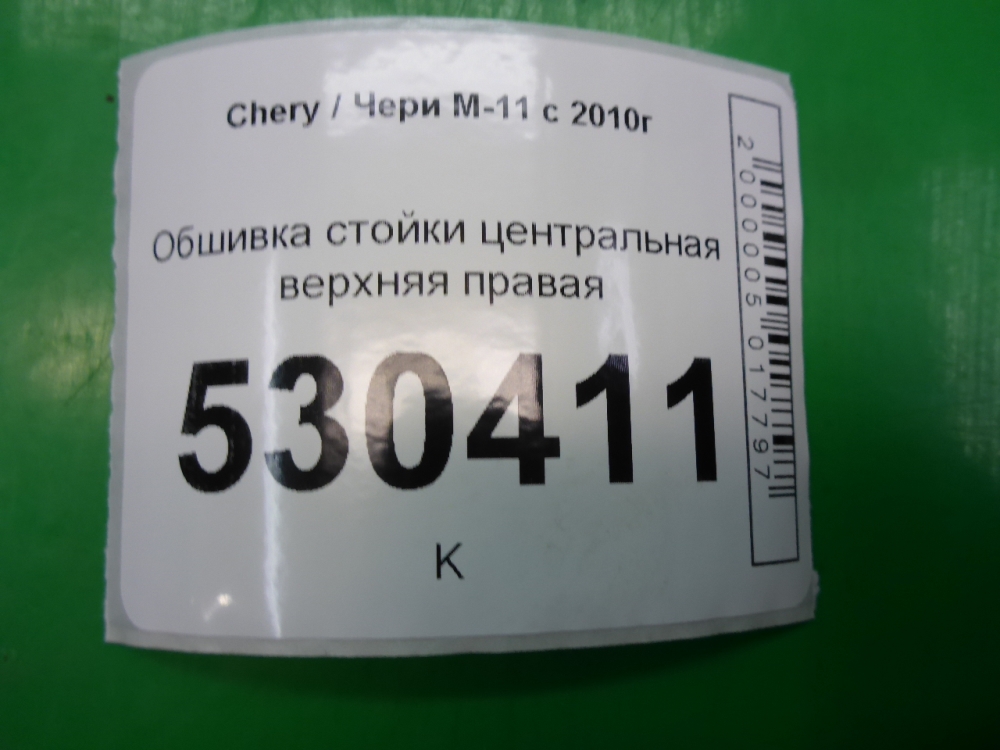 Chery / Чери М-11 с 2010г
Обшивка стойки центральная
верхняя правая
530411
К
2000005017797